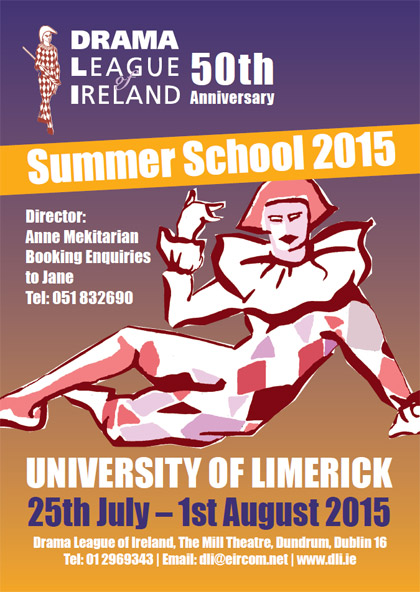 DRAMA
LEAGUE
of
IRELAND
50th
Anniversary
Summer School 2015
Director:
Anne Mekitarian
Booking Enquiries
to Jane
Tel: 051 832690
UNIVERSITY OF LIMERICK
25th July – 1st August 2015
Drama League of Ireland, The Mill Theatre, Dundrum, Dublin 16
Tel: 01 2969343 | Email: dli@eircom.net | www.dli.ie